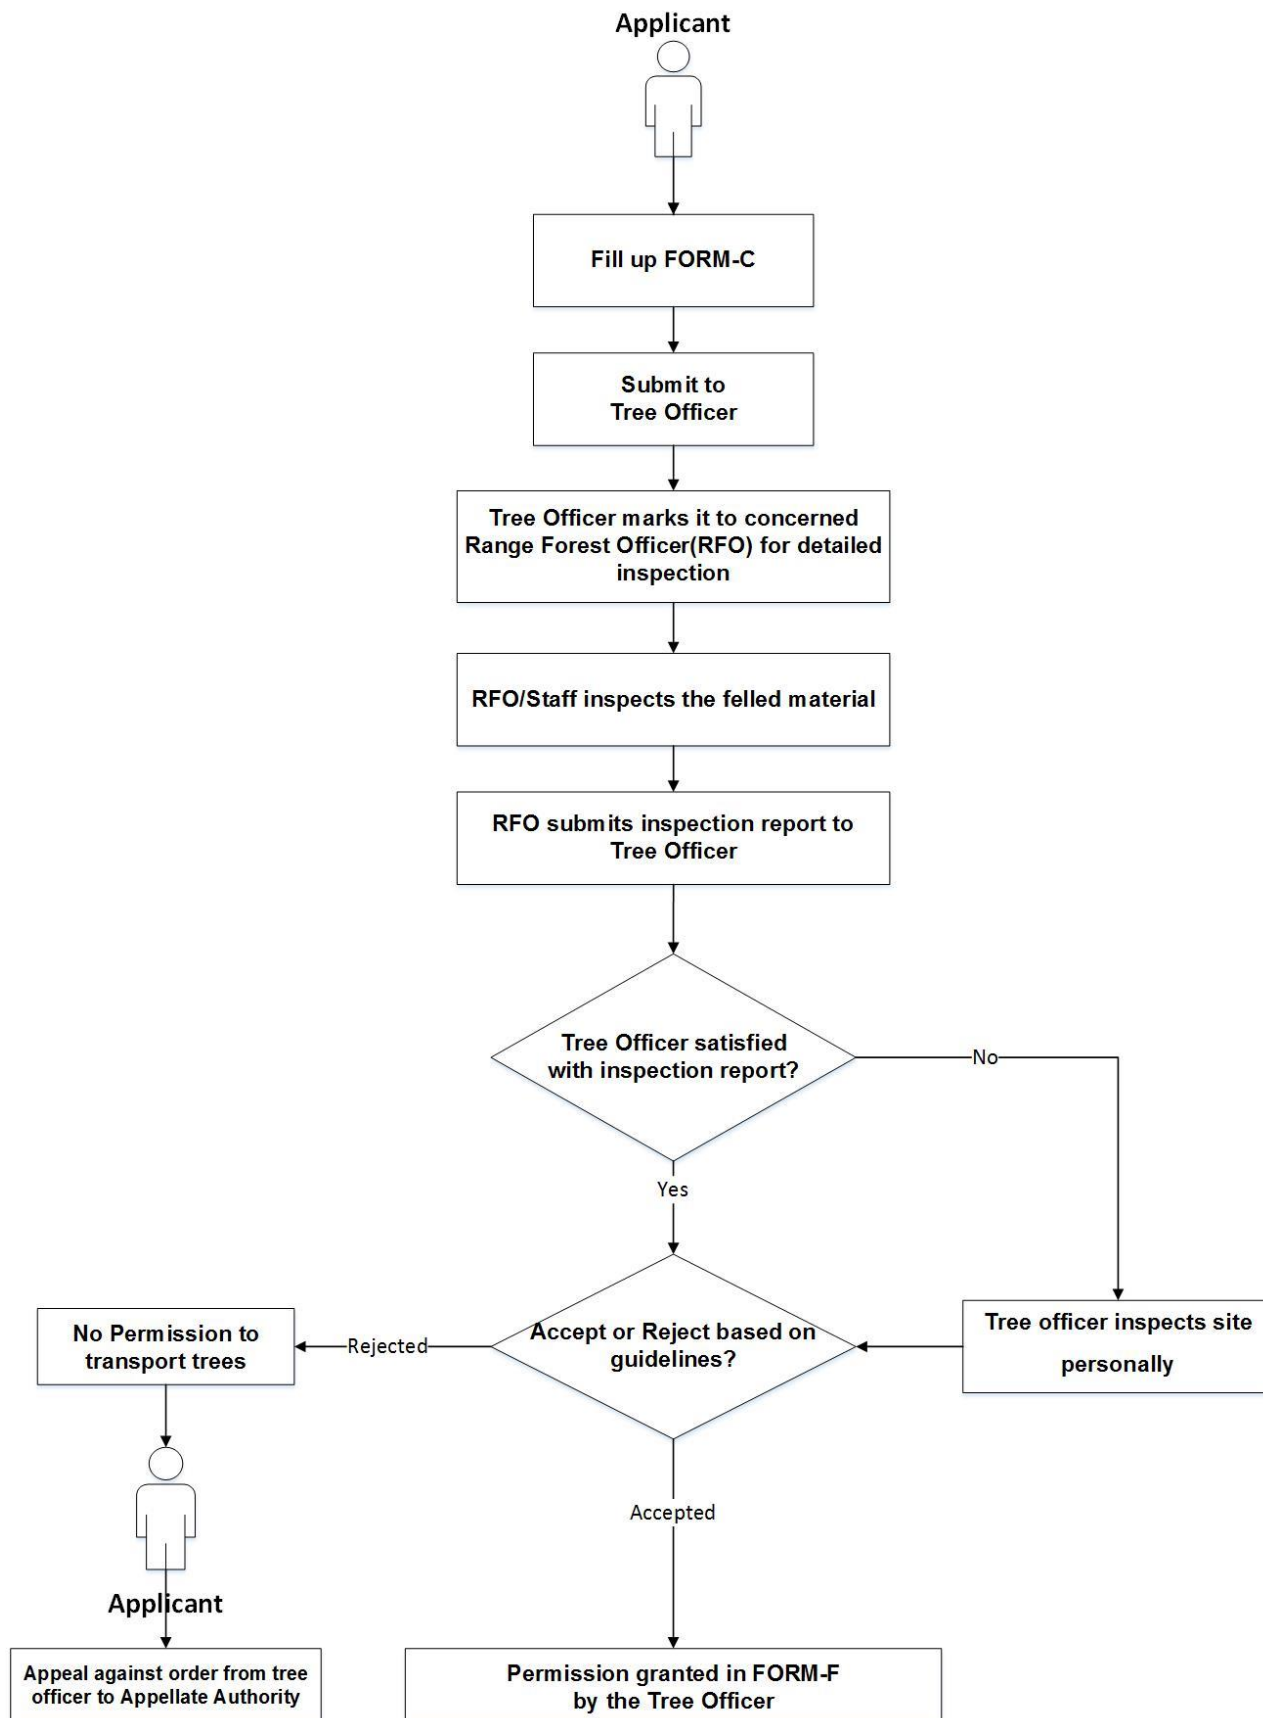 Applicant
Fill up FORM-C
Submit to
Tree Officer
Tree Officer marks it to concerned
Range Forest Officer(RFO) for detailed
inspection
RFO/Staff inspects the felled material
RFO submits inspection report to
Tree Officer
Tree Officer satisfied
with inspection report?
No
Yes
Tree officer inspects site
personally
Accept or Reject based on
guidelines?
Rejected
No Permission to
transport trees
Accepted
Applicant
Appeal against order from tree
officer to Appellate Authority
Permission granted in FORM-F
by the Tree Officer